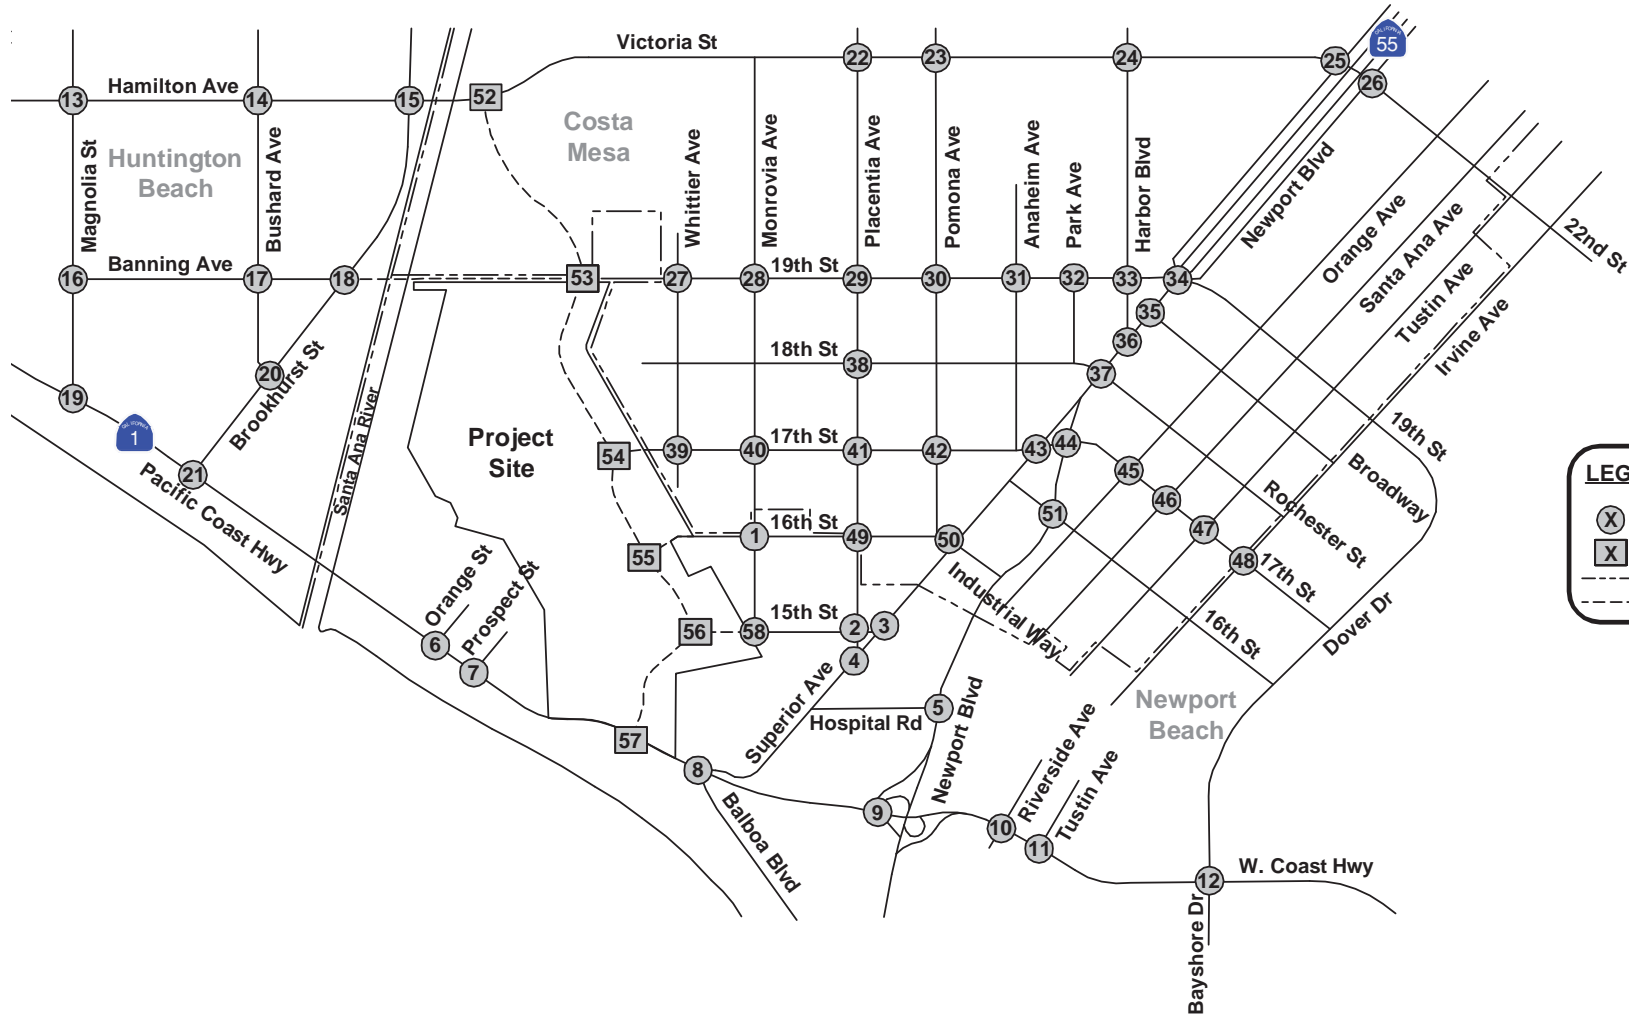 Victoria St
CALIFORNIA
55
22
23
24
25
26
Hamilton Ave
13
14
15
52
Costa
Mesa
Huntington
Beach
Magnolia St
Bushard Ave
Whittier Ave
Monrovia Ave
Placentia Ave
Pomona Ave
Anaheim Ave
Park Ave
Harbor Blvd
Newport Blvd
Orange Ave
Santa Ana Ave
Tustin Ave
Irvine Ave
22nd St
Banning Ave
16
17
18
53
27
28
19th St
29
30
31
32
33
34
35
36
18th St
38
37
19
20
Brookhurst St
Santa Ana River
CALIFORNIA
1
21
Pacific Coast Hwy
Project
Site
54
39
40
17th St
41
42
43
44
45
46
47
48
19th St
Broadway
Rochester St
17th St
16th St
Dover Dr
LEG
X
X
55
1
16th St
49
50
51
Industrial Way
Orange St
Prospect St
6
7
56
58
15th St
2
3
4
57
Superior Ave
Hospital Rd
5
Newport Blvd
Newport
Beach
8
Balboa Blvd
9
10
Riverside Ave
11
Tustin Ave
12
W. Coast Hwy
Bayshore Dr